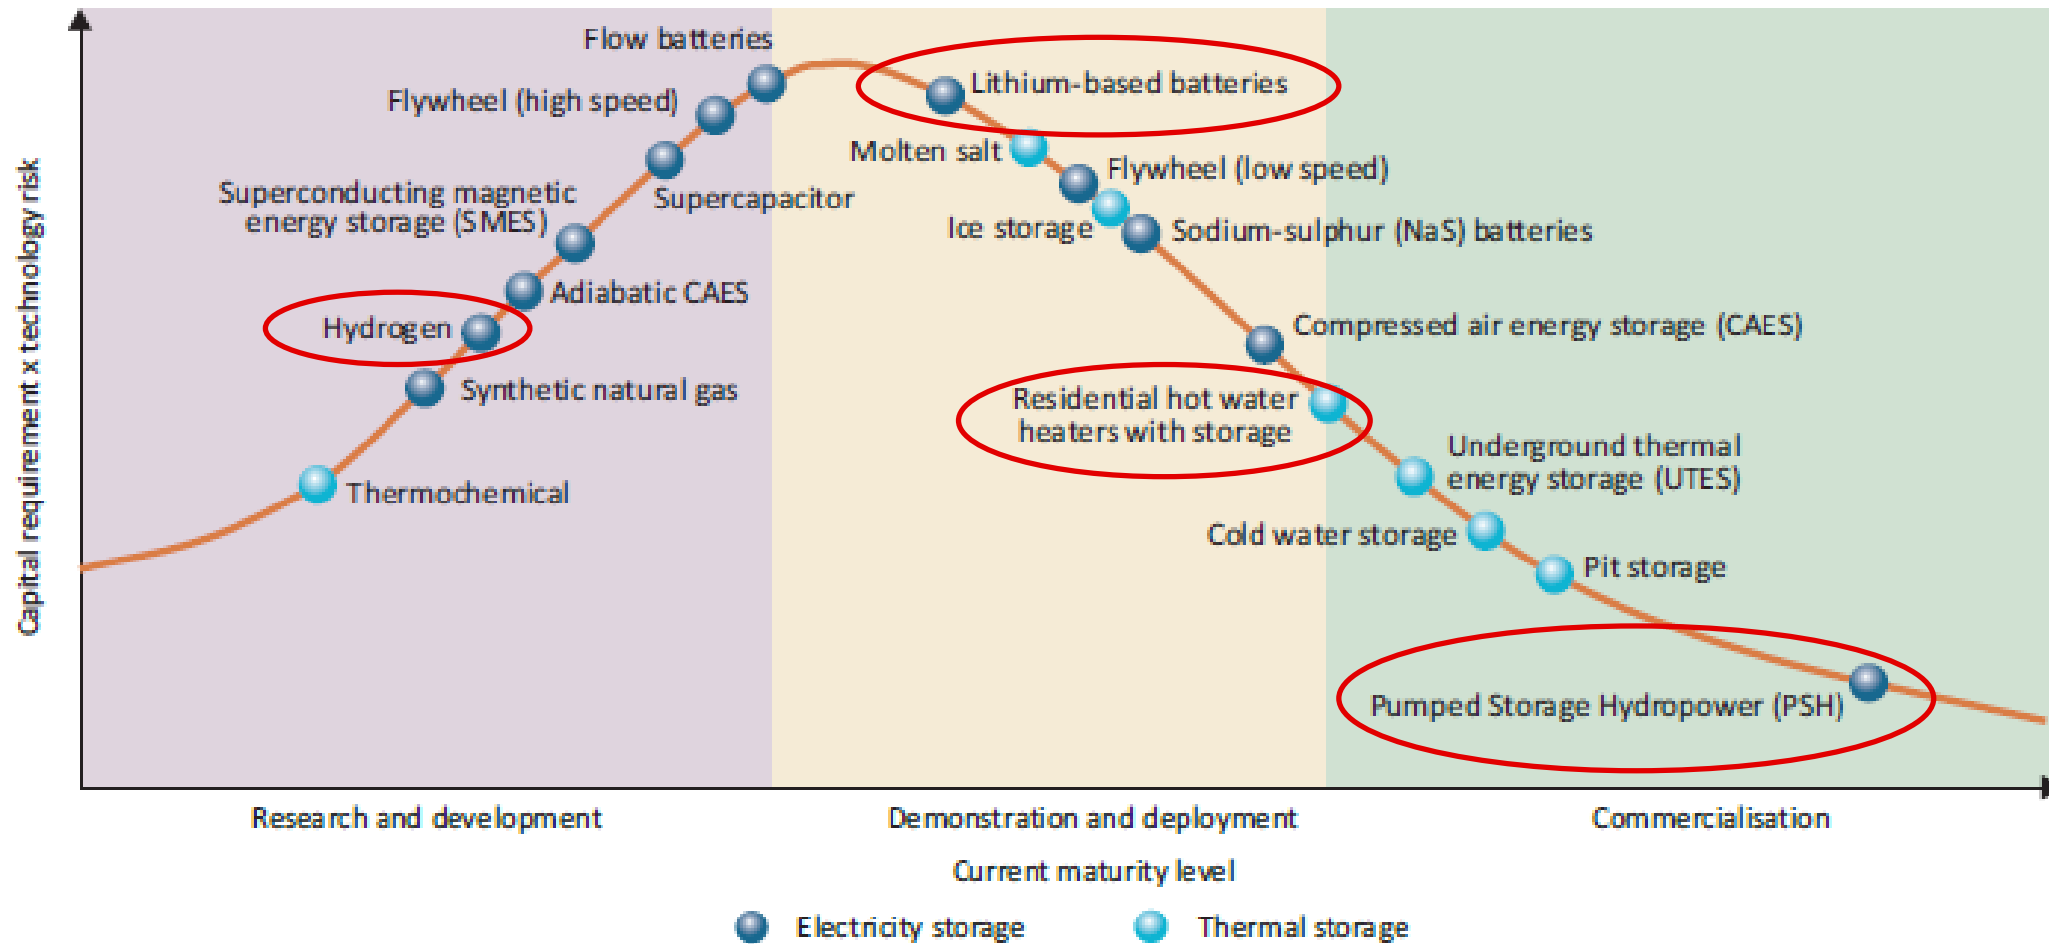 Capital requirement x technology risk
Flow batteries
Flywheel (high speed)
Superconducting magnetic
energy storage (SMES)
Supercapacitor
Adiabatic CAES
Hydrogen
Synthetic natural gas
Thermochemical
Lithium-based batteries
Molten salt
Flywheel (low speed)
Ice storage
Sodium-sulphur (NaS) batteries
Compressed air energy storage (CAES)
Residential hot water
heaters with storage
Underground thermal
energy storage (UTES)
Cold water storage
Pit storage
Pumped Storage Hydropower (PSH)
Research and development
Demonstration and deployment
Commercialisation
Current maturity level
Electricity storage
Thermal storage